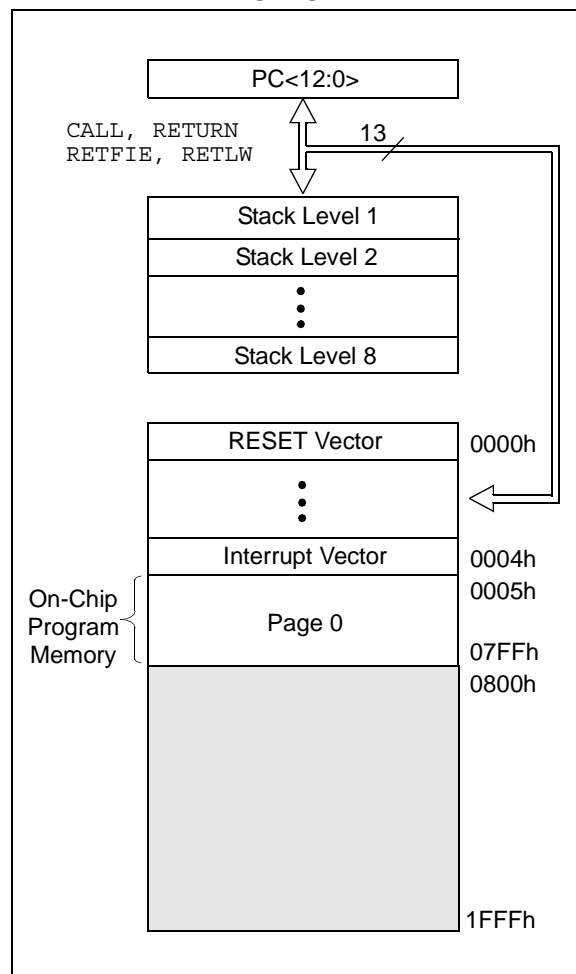 PC<12:0>
CALL, RETURN
RETFIE, RETLW
13
Stack Level 1
Stack Level 2
Stack Level 8
RESET Vector
0000h
Interrupt Vector
0004h
0005h
On-Chip
Program
Memory
Page 0
07FFh
0800h
1FFFh